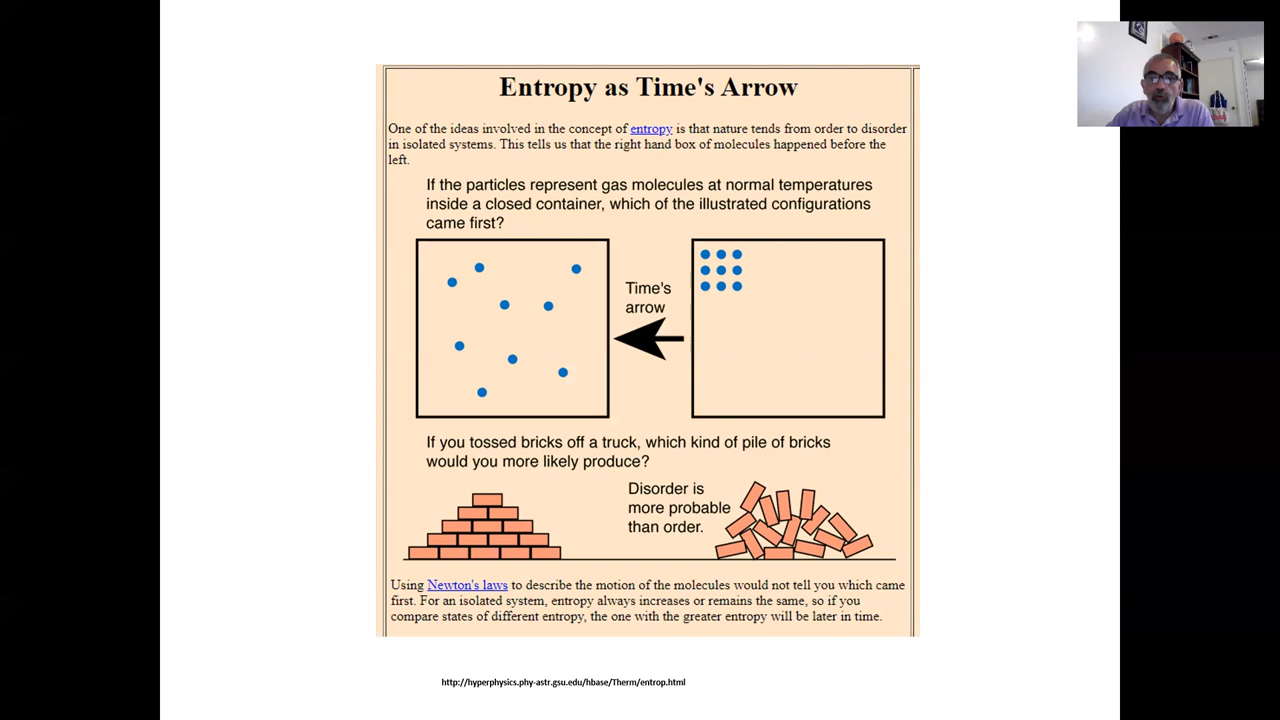 Entropy as Time's Arrow
One of the ideas involved in the concept of entropy is that nature tends from order to disorder
in isolated systems. This tells us that the right hand box of molecules happened before the
left.
If the particles represent gas molecules at normal temperatures
inside a closed container, which of the illustrated configurations
came first?
Time's
arrow
If you tossed bricks off a truck, which kind of pile of bricks
would you more likely produce?
Disorder is
more probable
than order.
Using Newton's laws to describe the motion of the molecules would not tell you which came
first. For an isolated system, entropy always increases or remains the same, so if you
compare states of different entropy, the one with the greater entropy will be later in time.
http://hyperphysics.phy-astr.gsu.edu/hbase/Therm/entrop.html